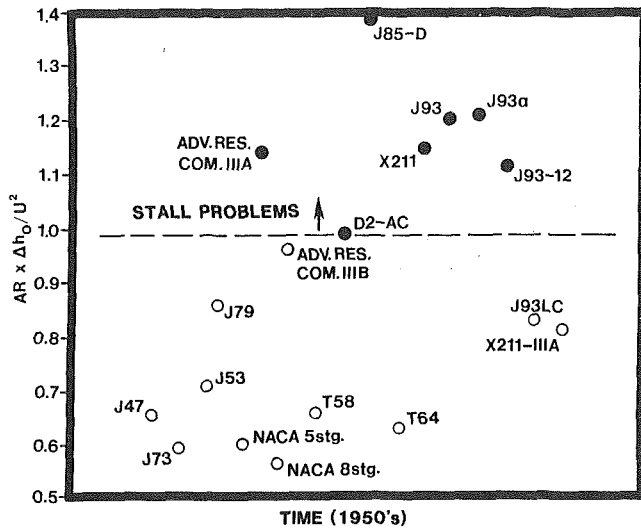 1.4
1.3
1.2
1.1
1.0
0.9
0.8
0.7
0.6
0.5
AR x Δh₀/U²
J85-D
J93
J93a
ADV. RES.
COM. IIIA
X211
J93-12
STALL PROBLEMS
D2-AC
ADV. RES.
COM. IIIB
J79
J93LC
X211-IIIA
J53
J47
T58
T64
J73
NACA 5stg.
NACA 8stg.
TIME (1950's)